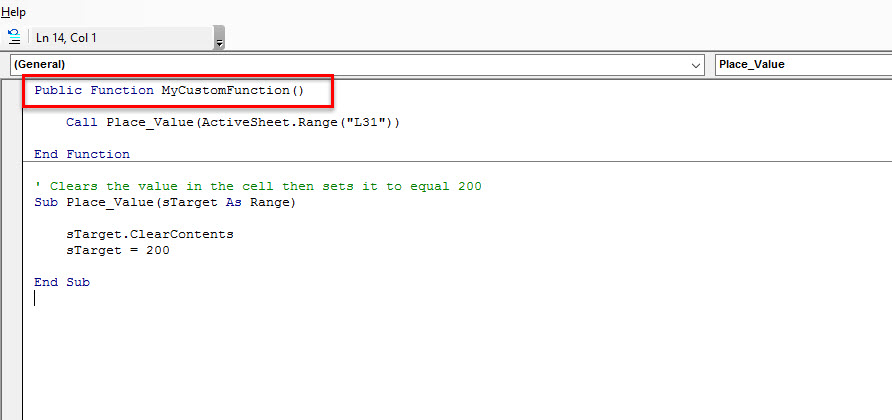 Help
Ln 14, Col 1
(General)
Place_Value
Public Function MyCustomFunction()
Call Place_Value(ActiveSheet.Range("L31"))
End Function
' Clears the value in the cell then sets it to equal 200
Sub Place_Value(sTarget As Range)
sTarget.ClearContents
sTarget = 200
End Sub